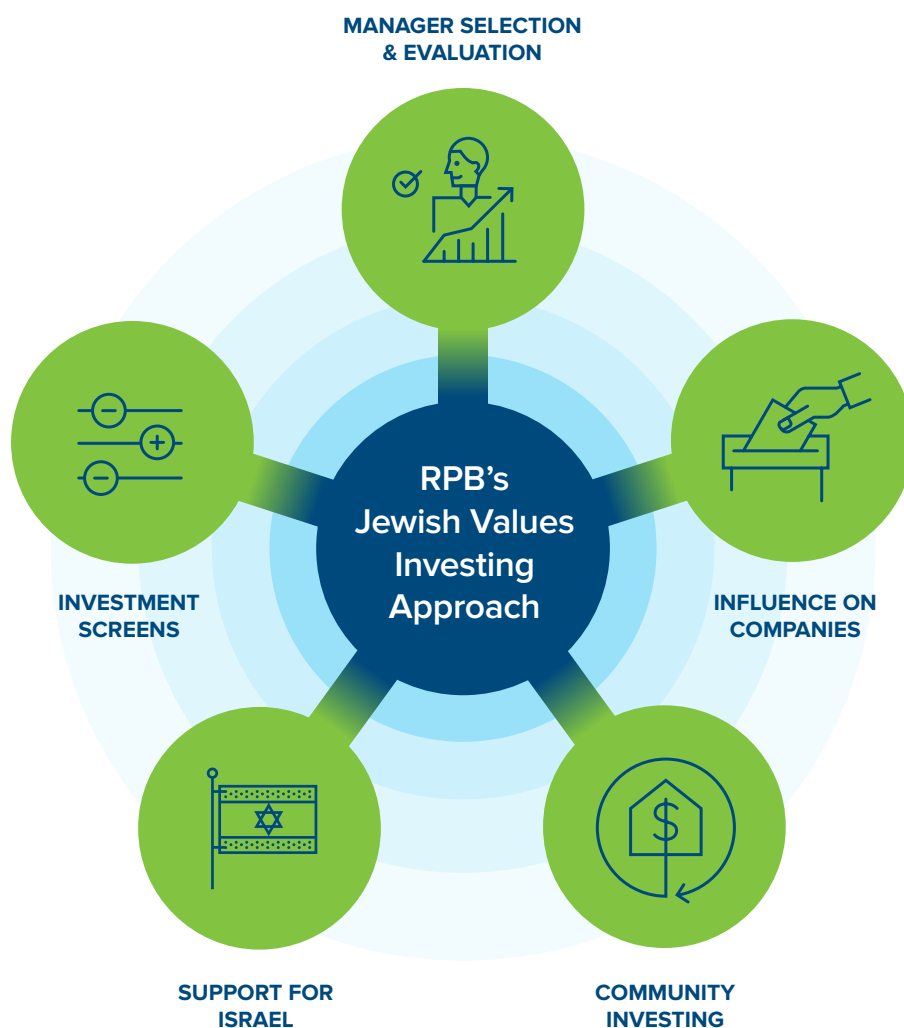 MANAGER SELECTION
& EVALUATION
RPB's
Jewish Values
Investing
Approach
INVESTMENT
SCREENS
INFLUENCE ON
COMPANIES
$
SUPPORT FOR
ISRAEL
COMMUNITY
INVESTING